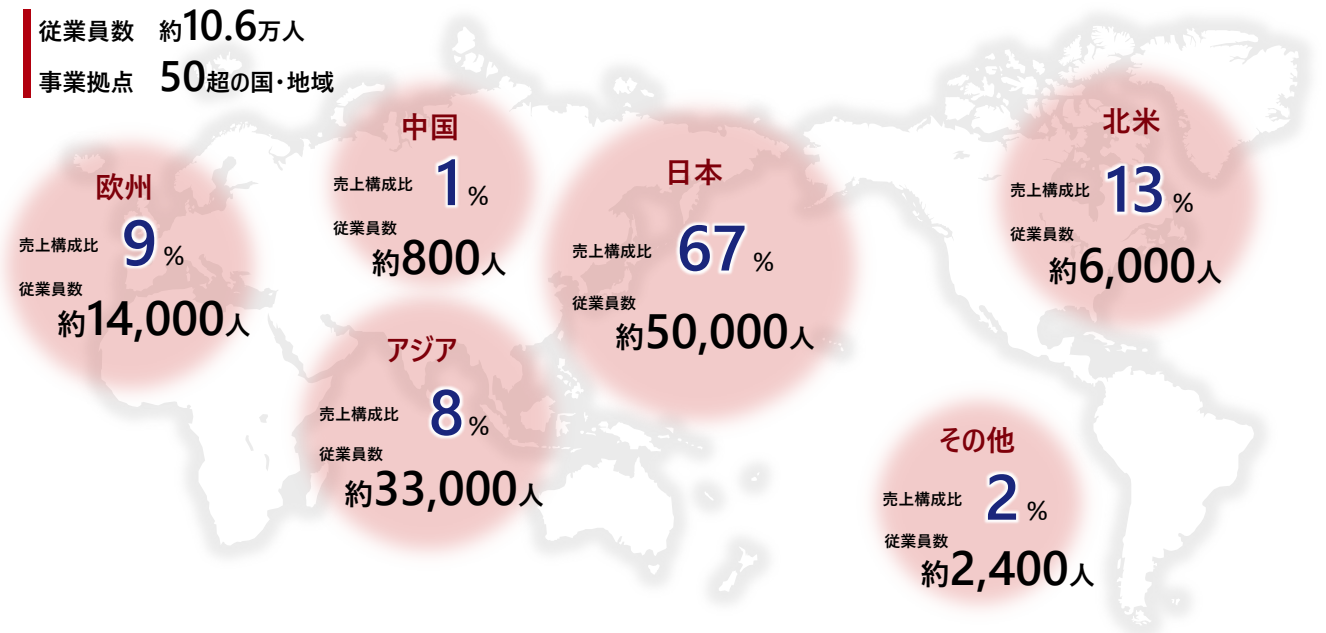 従業員数 約10.6万人
事業拠点 50超の国・地域
欧州
売上構成比 9%
従業員数
約14,000人
中国
売上構成比 1%
従業員数
約800人
アジア
売上構成比 8%
従業員数
約33,000人
日本
売上構成比 67%
従業員数
約50,000人
北米
売上構成比 13%
従業員数
約6,000人
その他
売上構成比 2%
従業員数
約2,400人